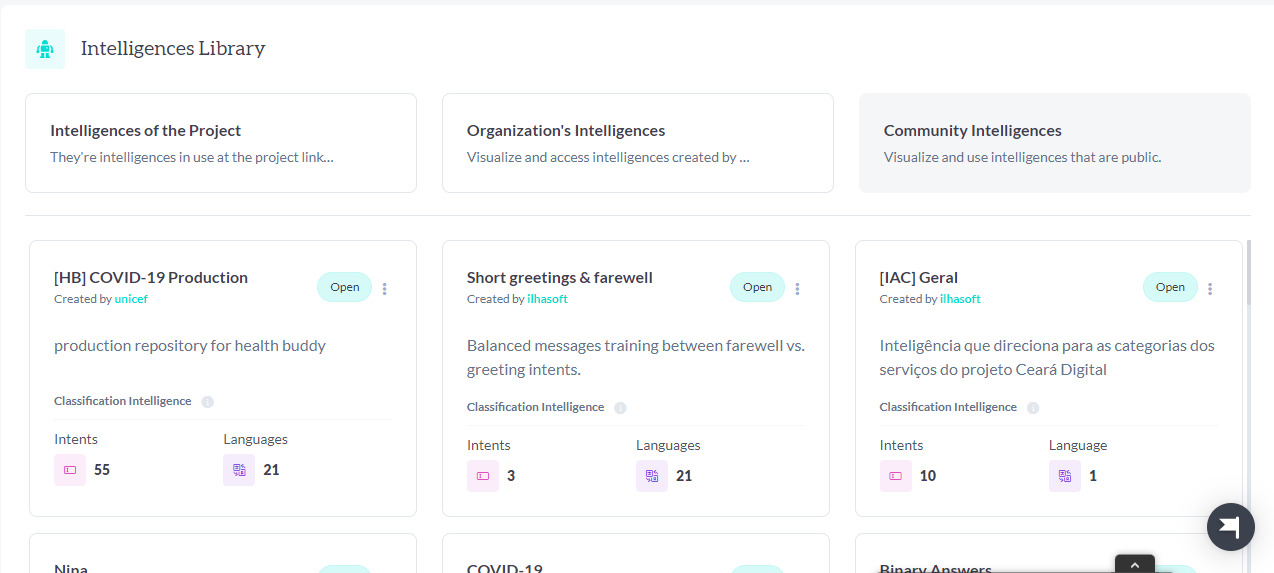 Intelligences Library
Intelligences of the Project
They're intelligences in use at the project link...
Organization's Intelligences
Visualize and access intelligences created by ...
Community Intelligences
Visualize and use intelligences that are public.
[HB] COVID-19 Production
Created by unicef
Open
production repository for health buddy
Classification Intelligence
Intents
Languages
55
21
Short greetings & farewell
Created by ilhasoft
Open
Balanced messages training between farewell vs.
greeting intents.
Classification Intelligence
Intents
Languages
3
21
[IAC] Geral
Created by ilhasoft
Open
Inteligência que direciona para as categorias dos
serviços do projeto Ceará Digital
Classification Intelligence
Intents
Language
10
1
Nina
COVID-19
Binary Answers